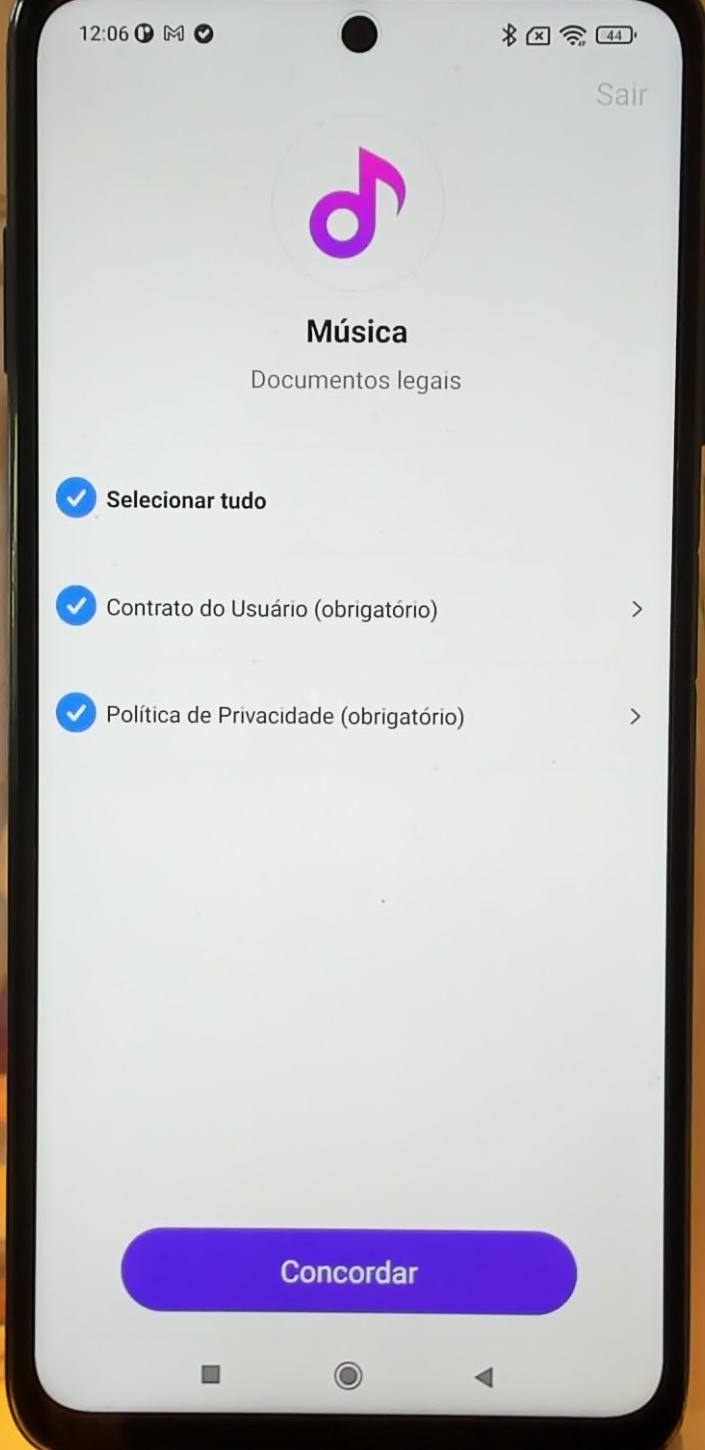 12:06
44
Sair
Música
Documentos legais
Selecionar tudo
Contrato do Usuário (obrigatório)
Política de Privacidade (obrigatório)
Concordar